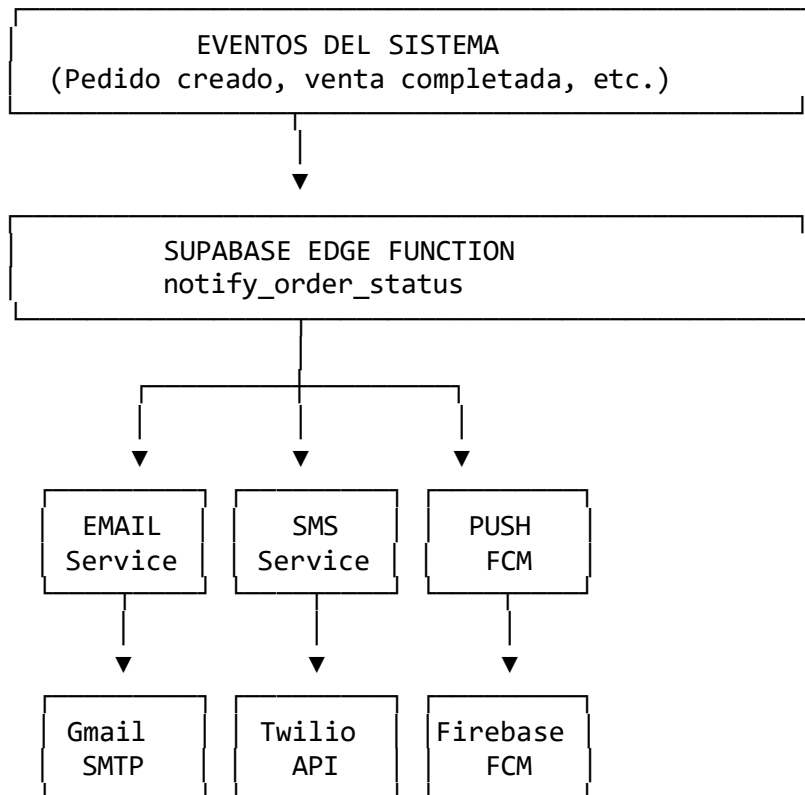 EVENTOS DEL SISTEMA
(Pedido creado, venta completada, etc.)
SUPABASE EDGE FUNCTION
notify_order_status
EMAIL
Service
SMS
Service
PUSH
FCM
Gmail
SMTP
Twilio
API
Firebase
FCM